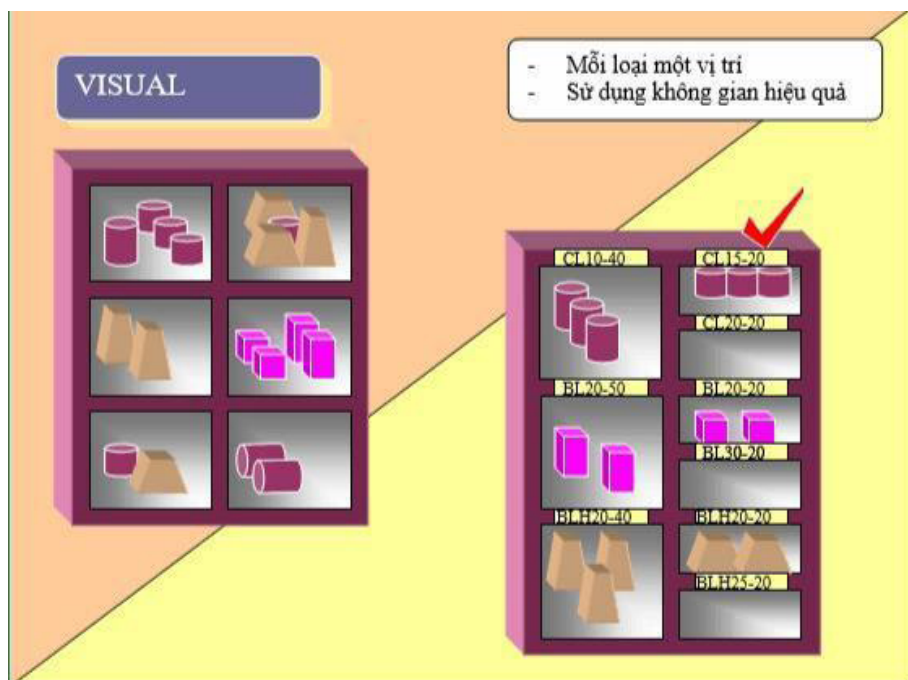 VISUAL
- Mỗi loại một vị trí
- Sử dụng không gian hiệu quả
CL10-40
CL15-20
CL20-20
BL20-50
BL20-20
BL30-20
BLH20-40
BLH20-20
BLH25-20